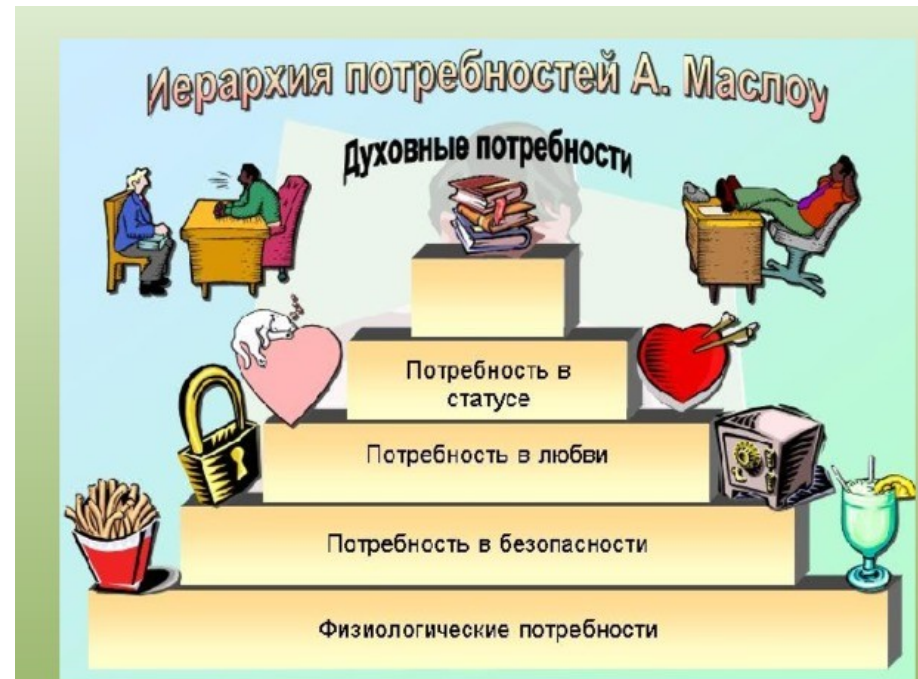 Иерархия потребностей А. Маслоу
Духовные потребности
Потребность в
статусе
Потребность в любви
Потребность в безопасности
Физиологические потребности